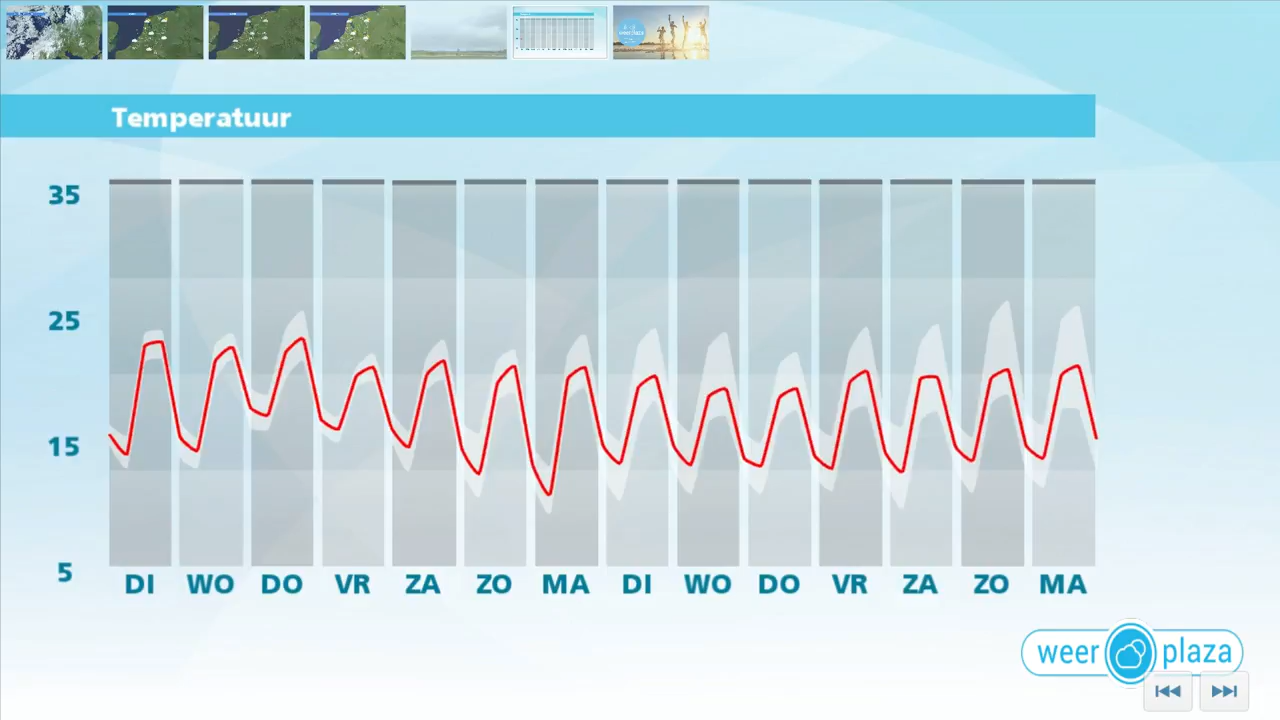 Temperatuur
35
25
15
5
DI WO DO VR ZA ZO MA DI WO DO VR ZA ZO MA
weer plaza